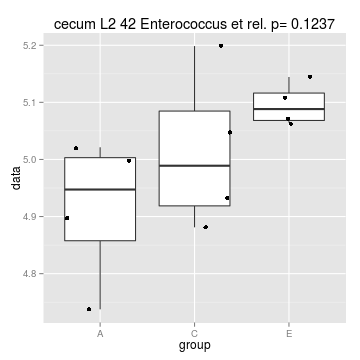 cecum L2 42 Enterococcus et rel. p= 0.1237
5.2
5.1
5.0
4.9
4.8
data
A
C
E
group